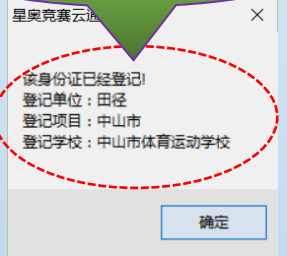 星奥竞赛云通
该身份证已经登记!
登记单位：田径
登记项目：中山市
登记学校：中山市体育运动学校
确定